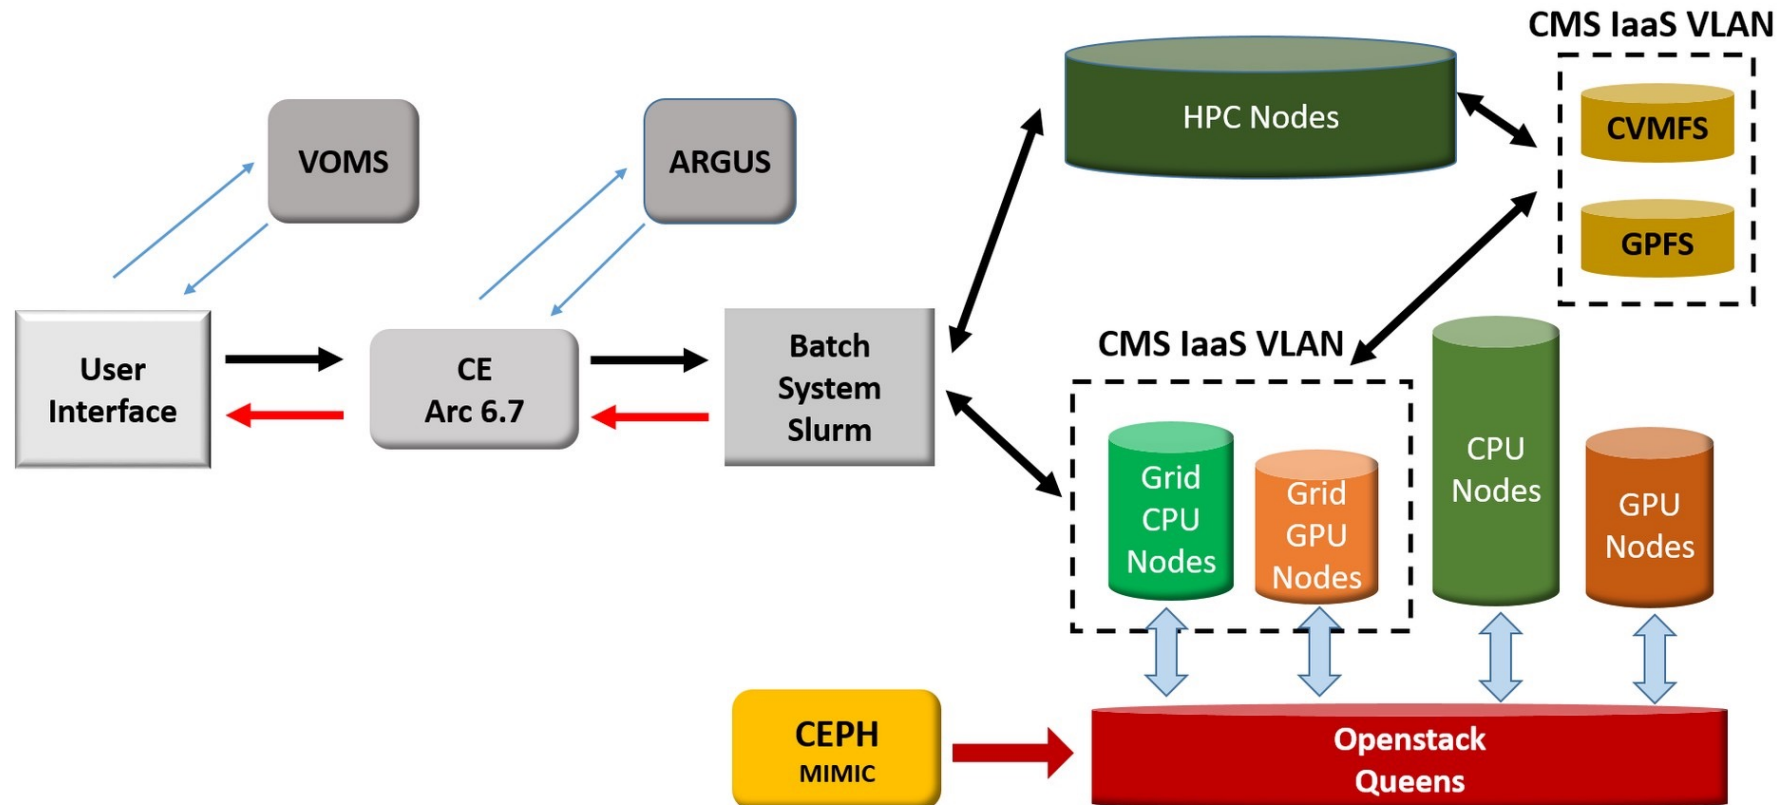 CMS IaaS VLAN
HPC Nodes
CVMFS
GPFS
VOMS
ARGUS
User
Interface
CE
Arc 6.7
Batch
System
Slurm
CMS IaaS VLAN
Grid
CPU
Nodes
Grid
GPU
Nodes
CPU
Nodes
GPU
Nodes
CEPH
MIMIC
Openstack
Queens